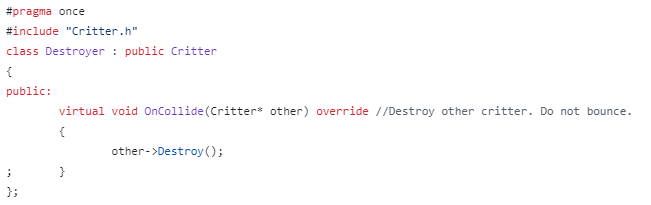 #pragma once
#include "Critter.h"
class Destroyer : public Critter
{
public:
        virtual void OnCollide(Critter* other) override //Destroy other critter. Do not bounce.
        {
                other->Destroy();
;       }
};